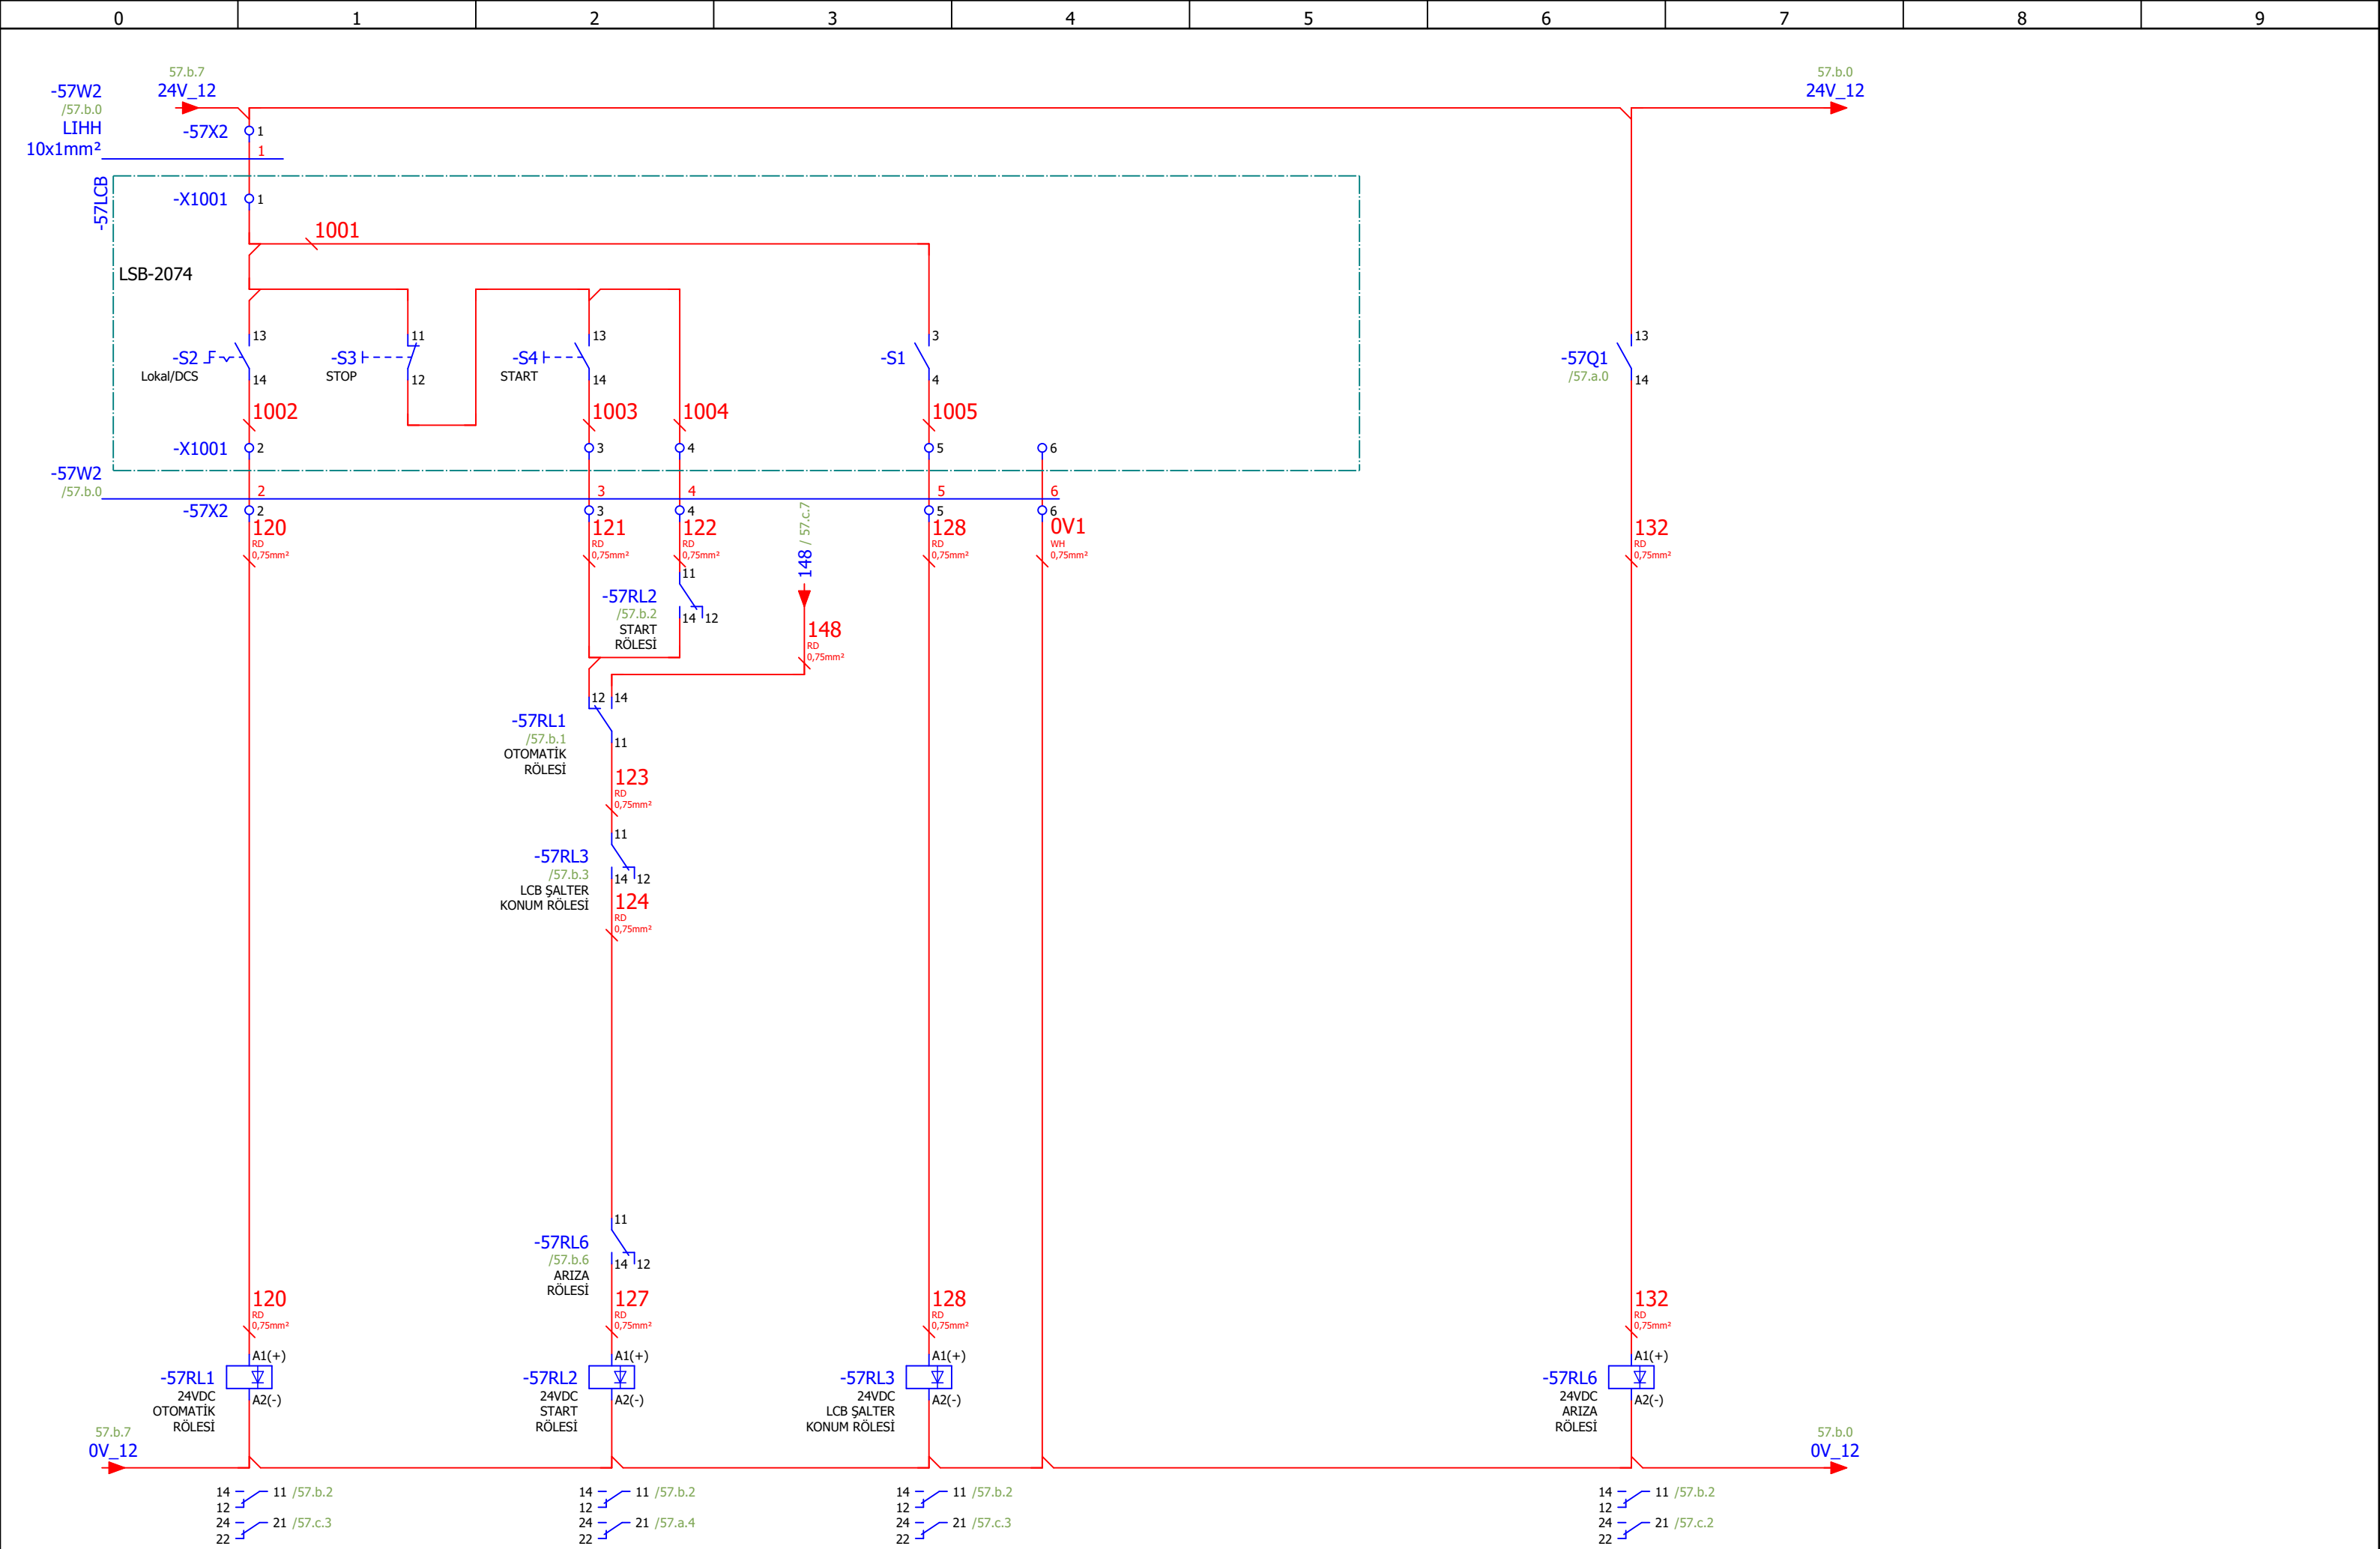 0 1 2 3 4 5 6 7 8 9
57.b.7
24V_12
57.b.0
24V_12
-57W2
/57.b.0
LIHH
10x1mm²
-57X2 1
1
-57LCB
-X1001 1
1001
LSB-2074
13 11 13 3 13
-S2 -S3 -S4 -S1 -57Q1
Lokal/DCS STOP START /57.a.0
14 12 14 4 14
1002 1003 1004 1005
-X1001 2 3 4 5 6
-57W2
/57.b.0
2 3 4 5 6
-57X2 2 3 4 5 6
120 121 122 128 0V1 132
RD RD RD RD WH RD
0,75mm² 0,75mm² 0,75mm² 0,75mm² 0,75mm² 0,75mm²
148 / 57.c.7
11
-57RL2
/57.b.2
14 12
START
RÖLESİ
148
RD
0,75mm²
12 14
-57RL1
/57.b.1
11
OTOMATİK
RÖLESİ
123
RD
0,75mm²
11
-57RL3
/57.b.3
14 12
LCB ŞALTER
KONUM RÖLESİ
124
RD
0,75mm²
11
-57RL6
/57.b.6
14 12
ARIZA
RÖLESİ
120 127 128 132
RD RD RD RD
0,75mm² 0,75mm² 0,75mm² 0,75mm²
A1(+) A1(+) A1(+) A1(+)
-57RL1 -57RL2 -57RL3 -57RL6
24VDC 24VDC 24VDC 24VDC
A2(-) A2(-) A2(-) A2(-)
OTOMATİK START LCB ŞALTER ARIZA
RÖLESİ RÖLESİ KONUM RÖLESİ RÖLESİ
57.b.7
0V_12
57.b.0
0V_12
14 11 /57.b.2 14 11 /57.b.2 14 11 /57.b.2 14 11 /57.b.2
12 12 12 12
24 21 /57.c.3 24 21 /57.a.4 24 21 /57.c.3 24 21 /57.c.2
22 22 22 22